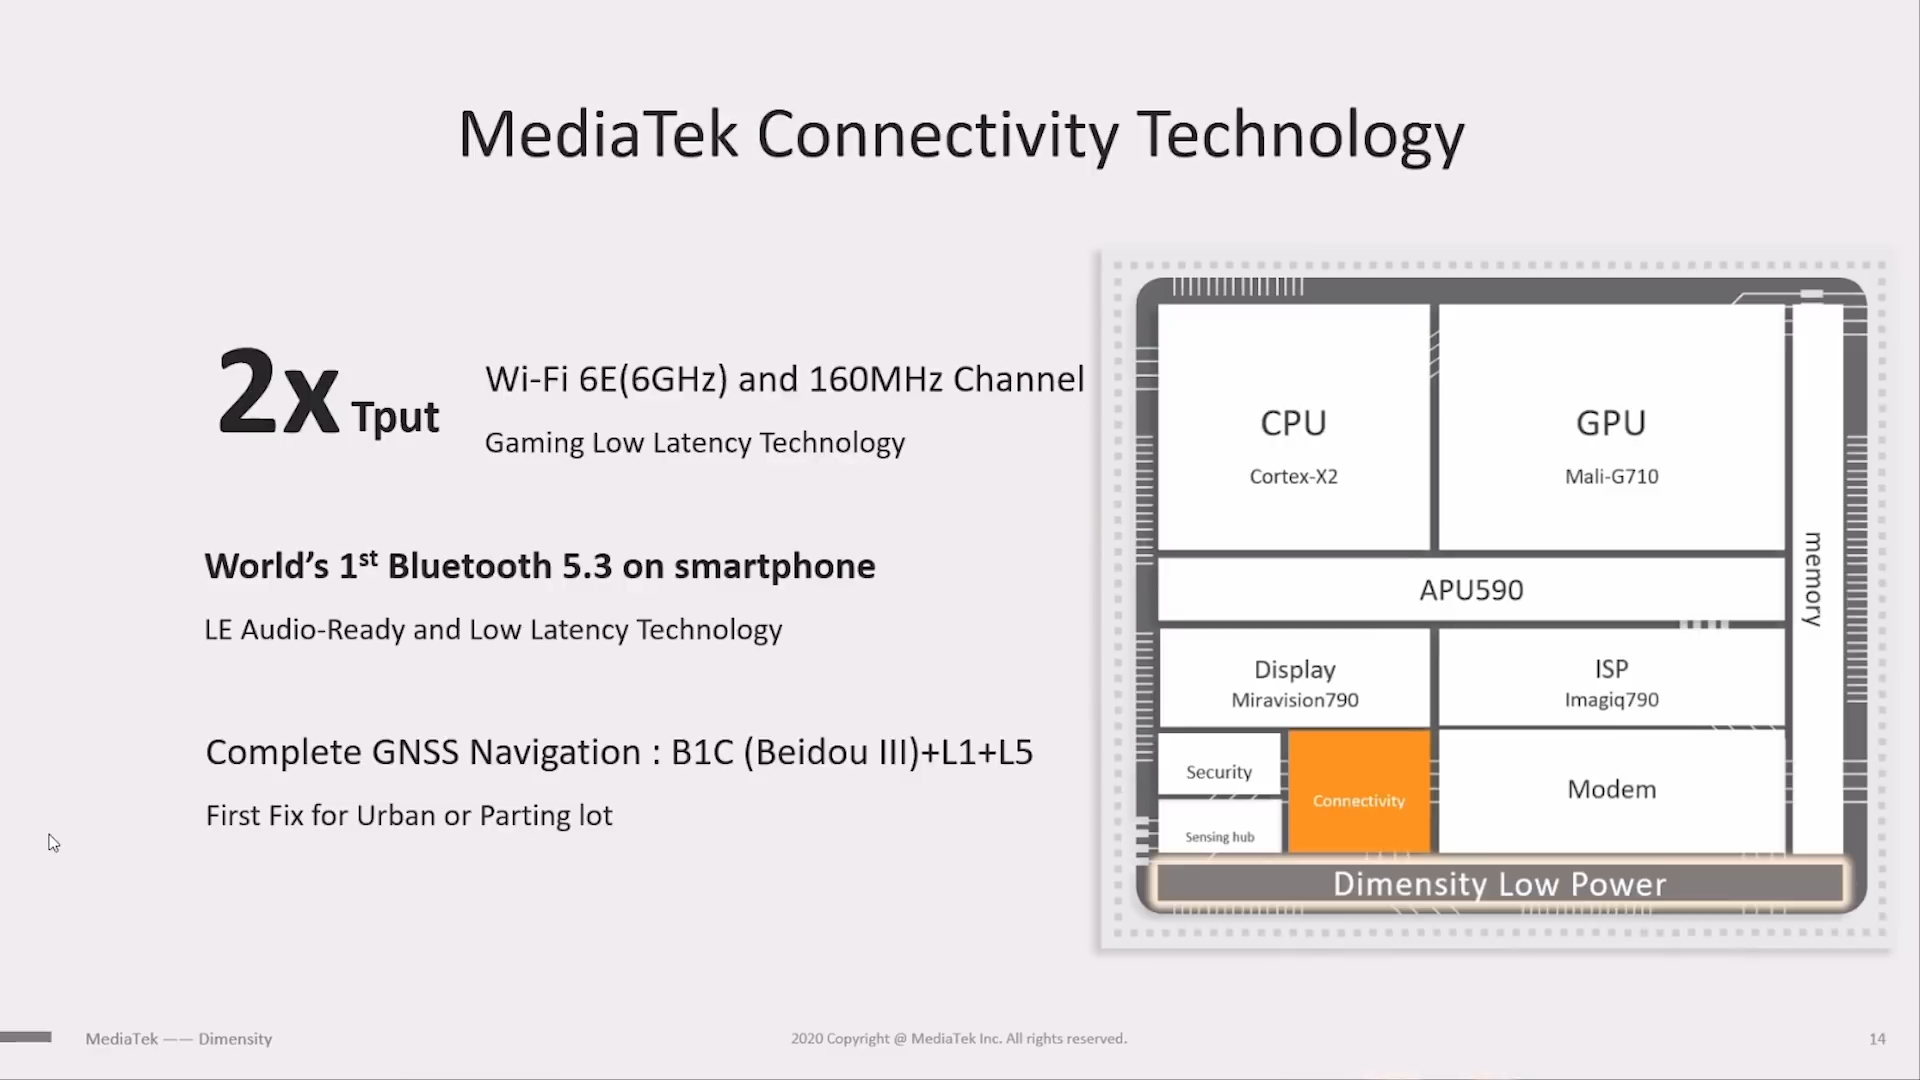 MediaTek Connectivity Technology
2x Tput
Wi-Fi 6E(6GHz) and 160MHz Channel
Gaming Low Latency Technology
World’s 1st Bluetooth 5.3 on smartphone
LE Audio-Ready and Low Latency Technology
Complete GNSS Navigation : B1C (Beidou III)+L1+L5
First Fix for Urban or Parting lot
CPU
Cortex-X2
GPU
Mali-G710
memory
APU590
Display
Miravision790
ISP
Imagiq790
Security
Sensing hub
Connectivity
Modem
Dimensity Low Power
MediaTek —— Dimensity
2020 Copyright @ MediaTek Inc. All rights reserved.
14